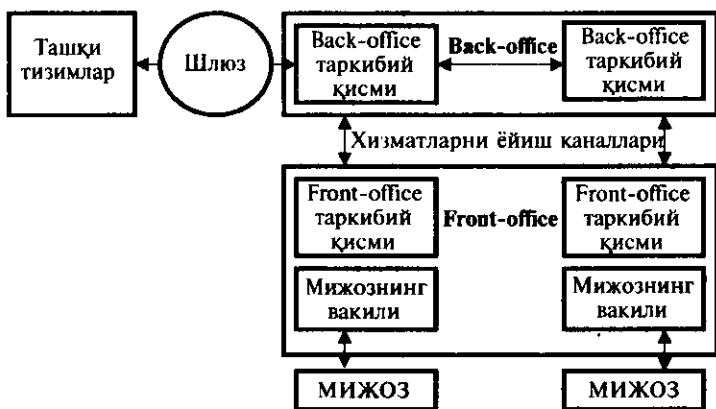 Ташқи
тизимлар
Шлюз
Back-office
таркибий
қисми
Back-office
Back-office
таркибий
қисми
Хизматларни ёйиш каналлари
Front-office
таркибий
қисми
Front-office
Front-office
таркибий
қисми
Мижознинг
вакили
Мижознинг
вакили
МИЖОЗ
МИЖОЗ